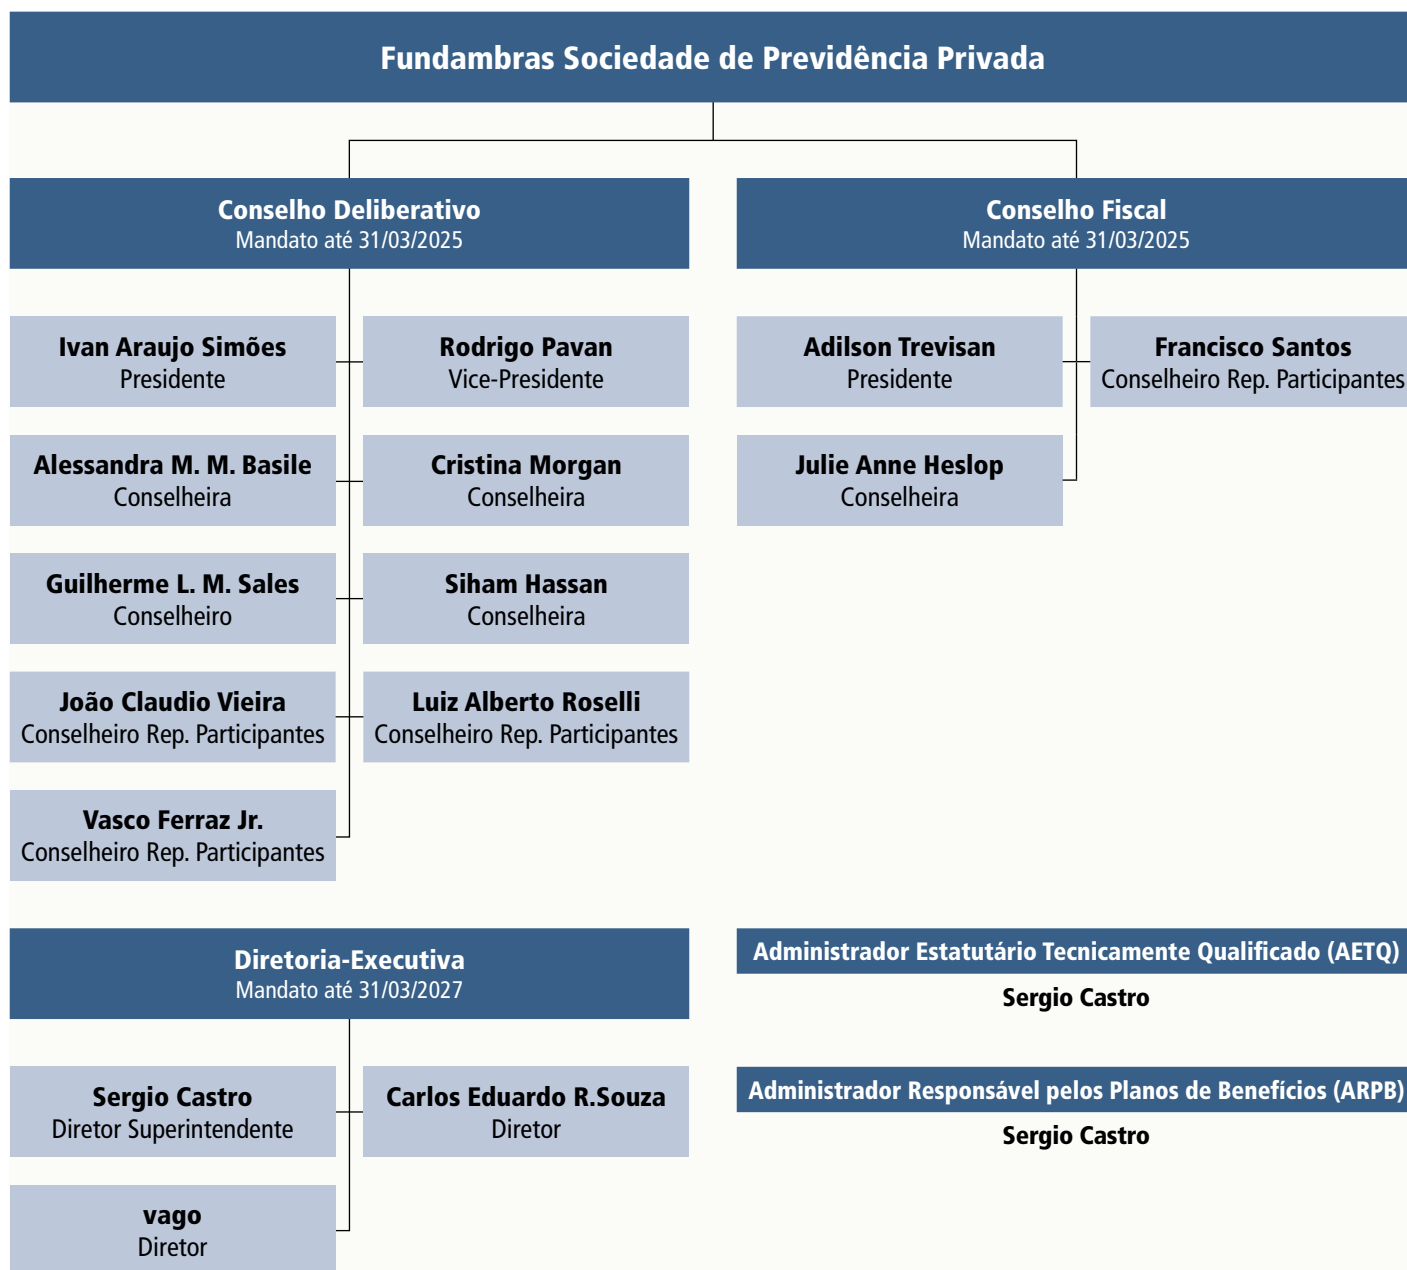 Fundambras Sociedade de Previdência Privada
Conselho Deliberativo
Mandato até 31/03/2025
Ivan Araujo Simões
Presidente
Rodrigo Pavan
Vice-Presidente
Alessandra M. M. Basile
Conselheira
Cristina Morgan
Conselheira
Guilherme L. M. Sales
Conselheiro
Siham Hassan
Conselheira
João Claudio Vieira
Conselheiro Rep. Participantes
Luiz Alberto Roselli
Conselheiro Rep. Participantes
Vasco Ferraz Jr.
Conselheiro Rep. Participantes
Conselho Fiscal
Mandato até 31/03/2025
Adilson Trevisan
Presidente
Francisco Santos
Conselheiro Rep. Participantes
Julie Anne Heslop
Conselheira
Diretoria-Executiva
Mandato até 31/03/2027
Sergio Castro
Diretor Superintendente
Carlos Eduardo R.Souza
Diretor
vago
Diretor
Administrador Estatutário Tecnicamente Qualificado (AETQ)
Sergio Castro
Administrador Responsável pelos Planos de Benefícios (ARPB)
Sergio Castro